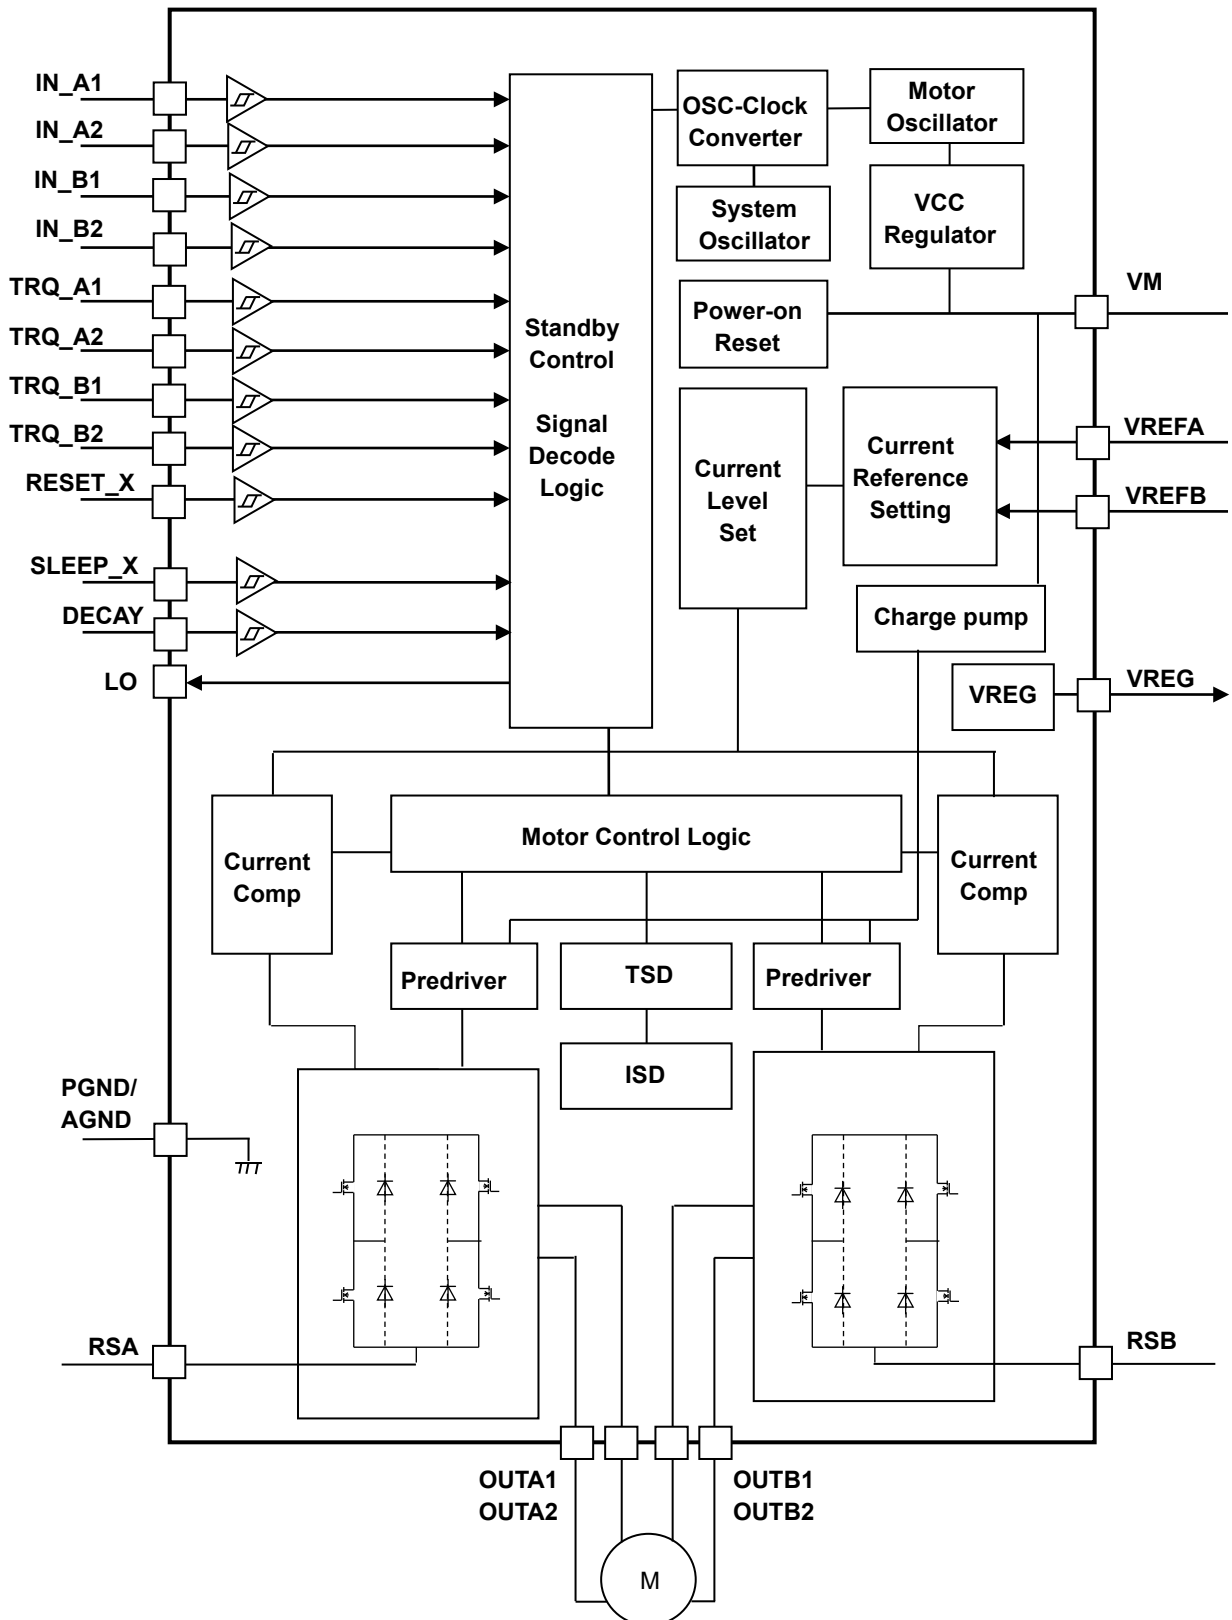 IN_A1
IN_A2
IN_B1
IN_B2
TRQ_A1
TRQ_A2
TRQ_B1
TRQ_B2
RESET_X
SLEEP_X
DECAY
LO
Standby
Control
Signal
Decode
Logic
OSC-Clock
Converter
Motor
Oscillator
System
Oscillator
VCC
Regulator
Power-on
Reset
VM
Current
Level
Set
Current
Reference
Setting
VREFA
VREFB
Charge pump
VREG
VREG
Current
Comp
Motor Control Logic
Current
Comp
Predriver
TSD
Predriver
ISD
PGND/
AGND
RSA
RSB
OUTA1
OUTA2
OUTB1
OUTB2
M